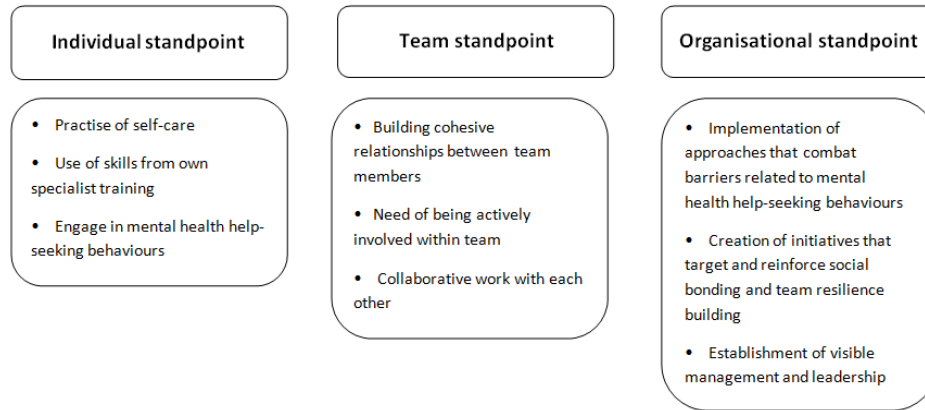 Individual standpoint
• Practise of self-care
• Use of skills from own
specialist training
• Engage in mental health help-
seeking behaviours
Team standpoint
• Building cohesive
relationships between team
members
• Need of being actively
involved within team
• Collaborative work with each
other
Organisational standpoint
• Implementation of
approaches that combat
barriers related to mental
health help-seeking behaviours
• Creation of initiatives that
target and reinforce social
bonding and team resilience
building
• Establishment of visible
management and leadership